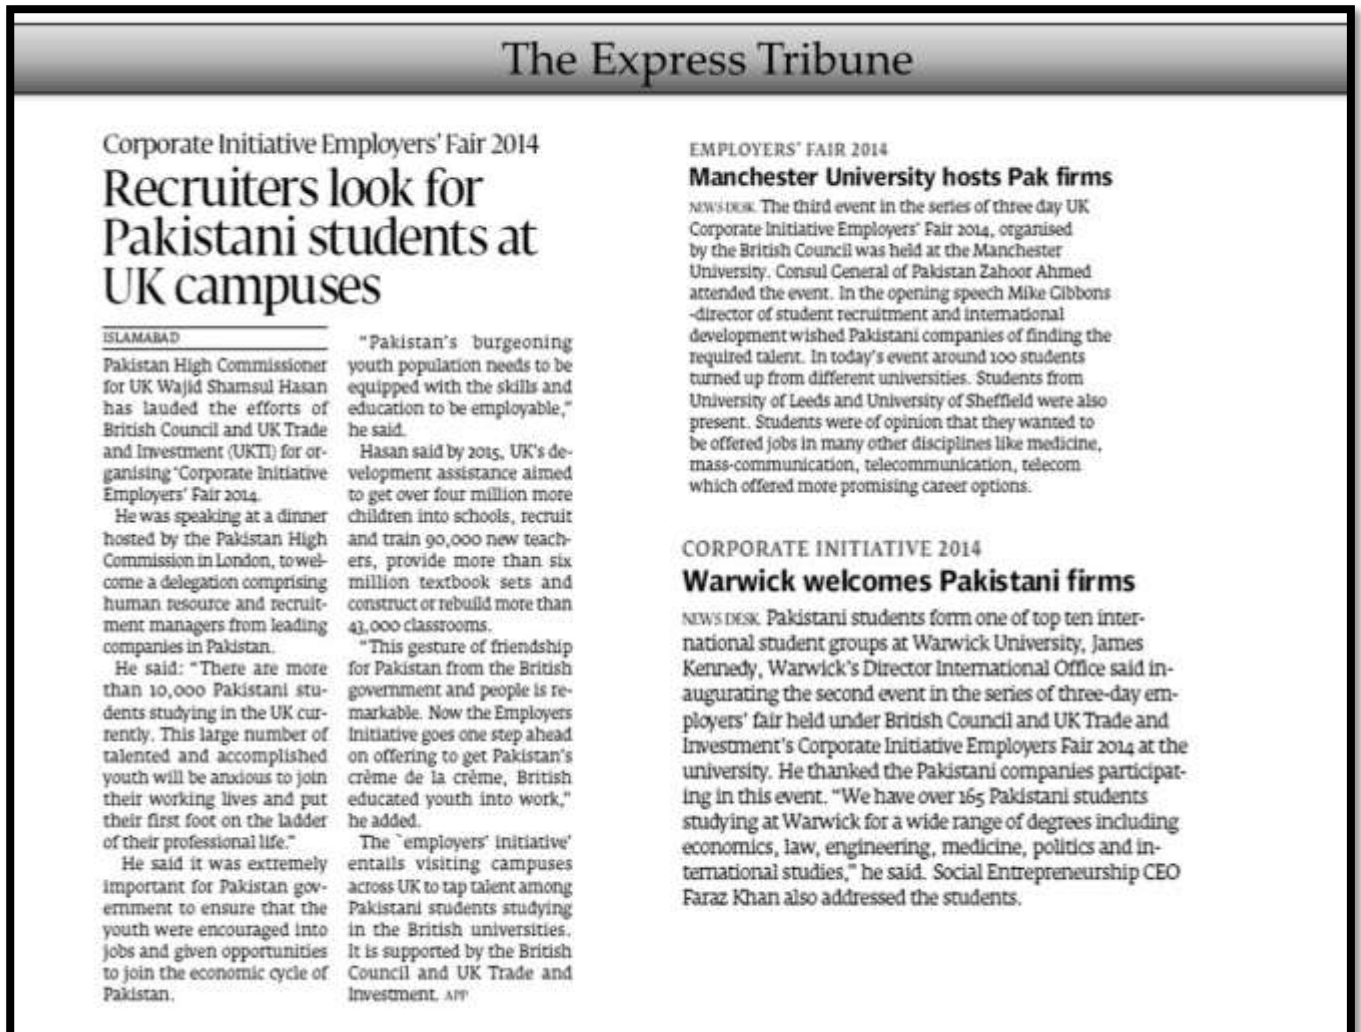 The Express Tribune
Corporate Initiative Employers' Fair 2014
Recruiters look for
Pakistani students at
UK campuses
ISLAMABAD
Pakistan High Commissioner
for UK Wajid Shamsul Hasan
has lauded the efforts of
British Council and UK Trade
and Investment (UKTI) for or-
ganising 'Corporate Initiative
Employers' Fair 2014.
He was speaking at a dinner
hosted by the Pakistan High
Commission in London, to wel-
come a delegation comprising
human resource and recruit-
ment managers from leading
companies in Pakistan.
He said: "There are more
than 10,000 Pakistani stu-
dents studying in the UK cur-
rently. This large number of
talented and accomplished
youth will be anxious to join
their working lives and put
their first foot on the ladder
of their professional life."
He said it was extremely
important for Pakistan gov-
ernment to ensure that the
youth were encouraged into
jobs and given opportunities
to join the economic cycle of
Pakistan.
"Pakistan's burgeoning
youth population needs to be
equipped with the skills and
education to be employable,"
he said.
Hasan said by 2015, UK's de-
velopment assistance aimed
to get over four million more
children into schools, recruit
and train 90,000 new teach-
ers, provide more than six
million textbook sets and
construct or rebuild more than
43,000 classrooms.
"This gesture of friendship
for Pakistan from the British
government and people is re-
markable. Now the Employers
Initiative goes one step ahead
on offering to get Pakistan's
crème de la crème, British
educated youth into work,"
he added.
The `employers' initiative'
entails visiting campuses
across UK to tap talent among
Pakistani students studying
in the British universities.
It is supported by the British
Council and UK Trade and
Investment. APP
EMPLOYERS' FAIR 2014
Manchester University hosts Pak firms
NEWS DESK The third event in the series of three day UK
Corporate Initiative Employers' Fair 2014, organised
by the British Council was held at the Manchester
University. Consul General of Pakistan Zahoor Ahmed
attended the event. In the opening speech Mike Gibbons
-director of student recruitment and international
development wished Pakistani companies of finding the
required talent. In today's event around 100 students
turned up from different universities. Students from
University of Leeds and University of Sheffield were also
present. Students were of opinion that they wanted to
be offered jobs in many other disciplines like medicine,
mass-communication, telecommunication, telecom
which offered more promising career options.
CORPORATE INITIATIVE 2014
Warwick welcomes Pakistani firms
NEWS DESK Pakistani students form one of top ten inter-
national student groups at Warwick University, James
Kennedy, Warwick's Director International Office said in-
augurating the second event in the series of three-day em-
ployers' fair held under British Council and UK Trade and
Investment's Corporate Initiative Employers Fair 2014 at the
university. He thanked the Pakistani companies participat-
ing in this event. "We have over 165 Pakistani students
studying at Warwick for a wide range of degrees including
economics, law, engineering, medicine, politics and in-
ternational studies," he said. Social Entrepreneurship CEO
Faraz Khan also addressed the students.